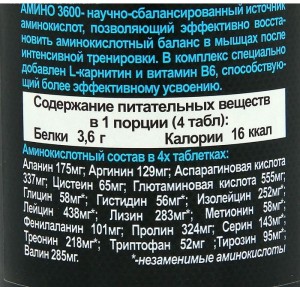 АМИНО 3600- научно-сбалансированный источник
аминокислот, позволяющий эффективно восста-
новить аминокислотный баланс в мышцах после
интенсивной тренировки. В комплекс специально
добавлен L-карнитин и витамин B6, способствую-
щий более эффективному усвоению.
Содержание питательных веществ
в 1 порции (4 табл):
Белки 3,6 г Калории 16 ккал
Аминокислотный состав в 4х таблетках:
Аланин 175мг; Аргинин 129мг; Аспарагиновая кислота
337мг; Цистеин 65мг; Глютаминовая кислота 555мг;
Глицин 58мг*; Гистидин 56мг*; Изолейцин 252мг*;
Лейцин 438мг*; Лизин 283мг*; Метионин 58мг*;
Фенилаланин 101мг; Пролин 324мг; Серин 143мг*;
Треонин 218мг*; Триптофан 52мг*; Тирозин 95мг*;
Валин 285мг.
*-незаменимые аминокислоты